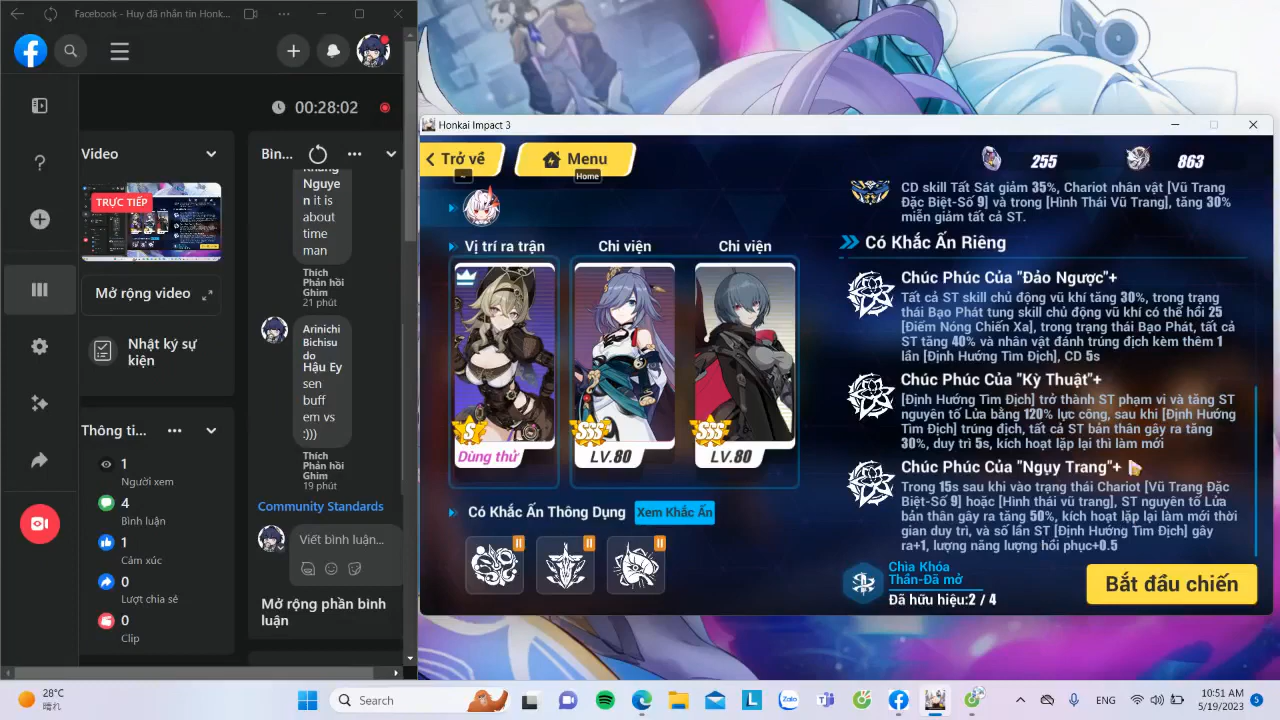 Facebook - Huy đã nhắn tin Honk...
00:28:02
Video
TRỰC TIẾP
Mở rộng video
Nhật ký sự
kiện
Thông ti...
1
Người xem
4
Bình luận
1
Cảm xúc
0
Lượt chia sẻ
0
Clip
Bìn...
Khang
Nguye
n it is
about
time
man
Thích
Phản hồi
Ghim
21 phút
Arinichi
Bichisu
do
Hậu Ey
sen
buff
em vs
:)))
Thích
Phản hồi
Ghim
19 phút
Community Standards
Viết bình luận...
Mở rộng phần bình
luận
Honkai Impact 3
Trở về
Menu
Home
255
863
Vị trí ra trận
Chi viện
Chi viện
S
SSS
SSS
Dùng thử
LV.80
LV.80
Có Khắc Ấn Thông Dụng
Xem Khắc Ấn
II
II
II
CD skill Tất Sát giảm 35%, Chariot nhân vật [Vũ Trang
Đặc Biệt-Số 9] và trong [Hình Thái Vũ Trang], tăng 30%
miễn giảm tất cả ST.
Có Khắc Ấn Riêng
Chúc Phúc Của "Đảo Ngược"+
Tất cả ST skill chủ động vũ khí tăng 30%, trong trạng
thái Bạo Phát tung skill chủ động vũ khí có thể hồi 25
[Điểm Nóng Chiến Xa], trong trạng thái Bạo Phát, tất cả
ST tăng 40% và nhân vật đánh trúng địch kèm thêm 1
lần [Định Hướng Tìm Địch], CD 5s
Chúc Phúc Của "Kỳ Thuật"+
[Định Hướng Tìm Địch] trở thành ST phạm vi và tăng ST
nguyên tố Lửa bằng 120% lực công, sau khi [Định Hướng
Tìm Địch] trúng địch, tất cả ST bản thân gây ra tăng
30%, duy trì 5s, kích hoạt lặp lại thì làm mới
Chúc Phúc Của "Ngụy Trang"+
Trong 15s sau khi vào trạng thái Chariot [Vũ Trang Đặc
Biệt-Số 9] hoặc [Hình thái vũ trang], ST nguyên tố Lửa
bản thân gây ra tăng 50%, kích hoạt lặp lại làm mới thời
gian duy trì, và số lần ST [Định Hướng Tìm Địch] gây
ra+1, lượng năng lượng hồi phục+0.5
Chìa Khóa
Thần-Đã mở
Đã hữu hiệu:2 / 4
Bắt đầu chiến
28°C
晴れ
Search
L
Zalo
ENG
10:51 AM
5/19/2023
5